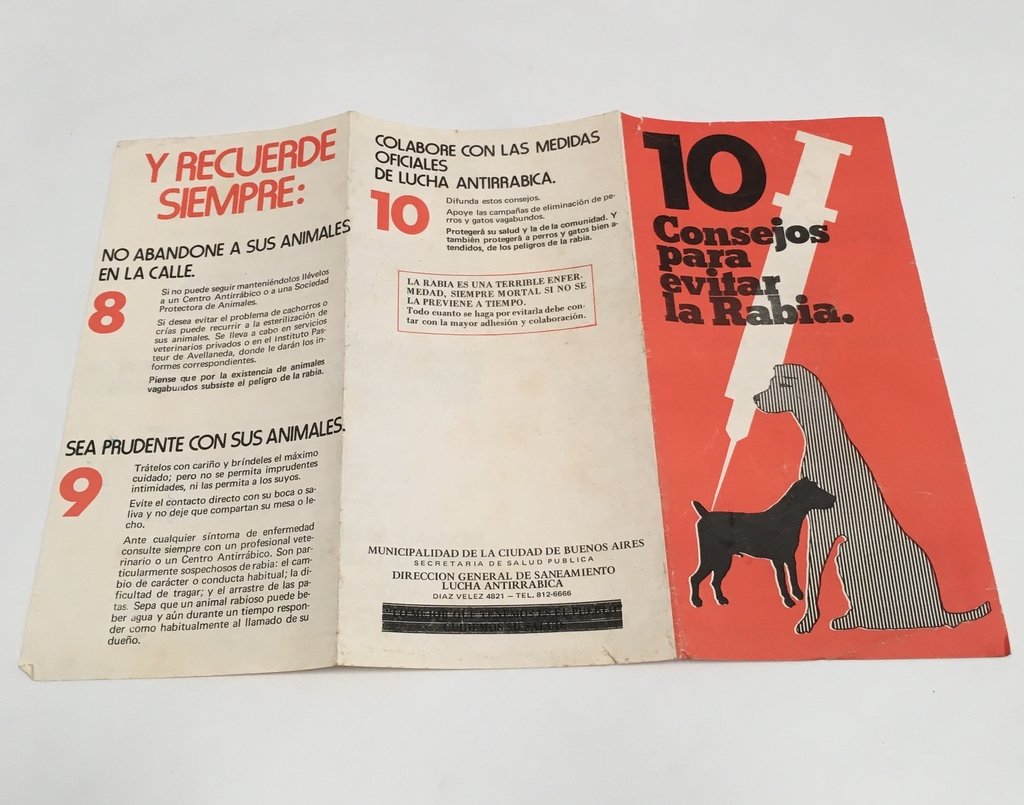 Y RECUERDE
SIEMPRE:
NO ABANDONE A SUS ANIMALES
EN LA CALLE.
8
Si no puede seguir manteniéndolos llévelos
a un Centro Antirrábico o a una Sociedad
Protectora de Animales.
Si desea evitar el problema de cachorros o
crías puede recurrir a la esterilización de
sus animales. Se lleva a cabo en servicios
veterinarios privados o en el Instituto Pas-
teur de Avellaneda, donde le darán los in-
formes correspondientes.
Piense que por la existencia de animales
vagabundos subsiste el peligro de la rabia.
SEA PRUDENTE CON SUS ANIMALES.
9
Trátelos con cariño y bríndeles el máximo
cuidado; pero no se permita imprudentes
intimidades, ni las permita a los suyos.
Evite el contacto directo con su boca o sa-
liva y no deje que compartan su mesa o le-
cho.
Ante cualquier síntoma de enfermedad
consulte siempre con un profesional vete-
rinario o un Centro Antirrábico. Son par-
ticularmente sospechosos de rabia: el cam-
bio de carácter o conducta habitual; la di-
ficultad de tragar; y el arrastre de las pa-
tas. Sepa que un animal rabioso puede be-
ber agua y aún durante un tiempo respon-
der como habitualmente al llamado de su
dueño.
COLABORE CON LAS MEDIDAS
OFICIALES
DE LUCHA ANTIRRABICA.
10
Difunda estos consejos.
Apoye las campañas de eliminación de pe-
rros y gatos vagabundos.
Protegerá su salud y la de la comunidad. Y
también protegerá a perros y gatos bien a-
tendidos, de los peligros de la rabia.
LA RABIA ES UNA TERRIBLE ENFER-
MEDAD, SIEMPRE MORTAL SI NO SE
LA PREVIENE A TIEMPO.
Todo cuanto se haga por evitarla debe con-
tar con la mayor adhesión y colaboración.
MUNICIPALIDAD DE LA CIUDAD DE BUENOS AIRES
SECRETARIA DE SALUD PUBLICA
DIRECCION GENERAL DE SANEAMIENTO
LUCHA ANTIRRABICA
DIAZ VELEZ 4821 – TEL. 812-6666
10
Consejos
para
evitar
la Rabia.